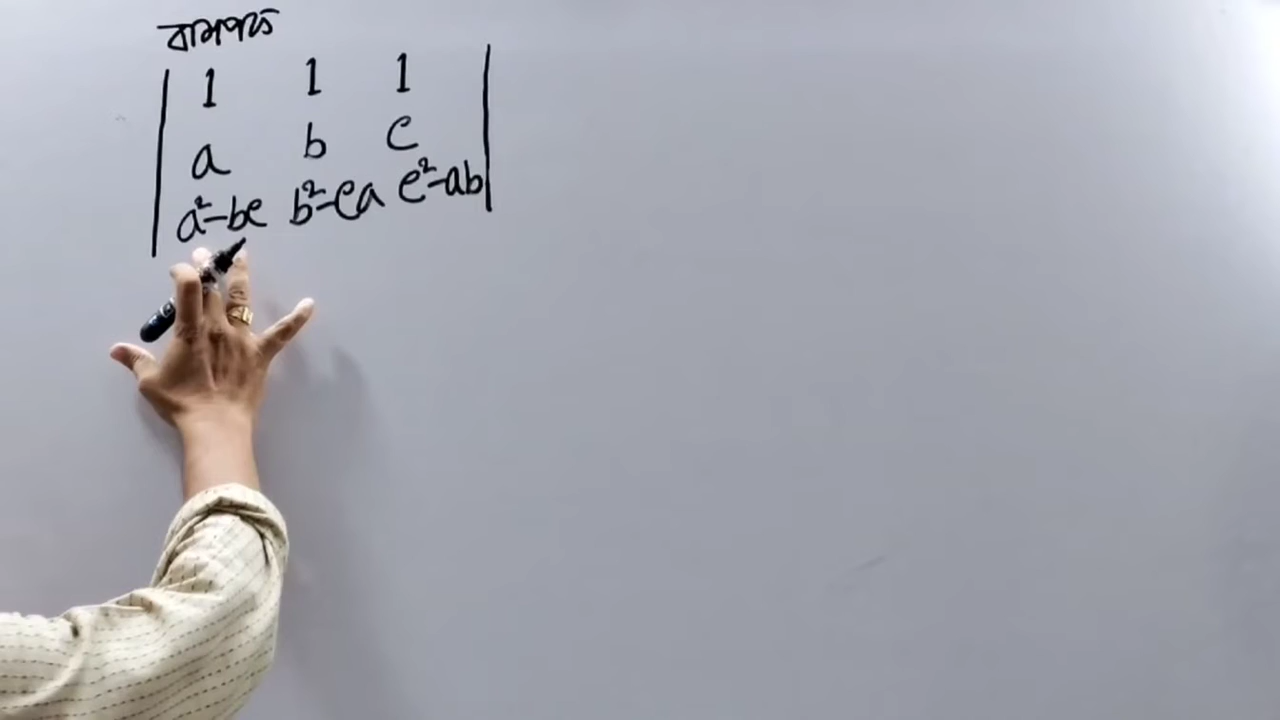 বামপক্ষ
| 1 1 1 |
| a b c |
| a²-bc b²-ca c²-ab |